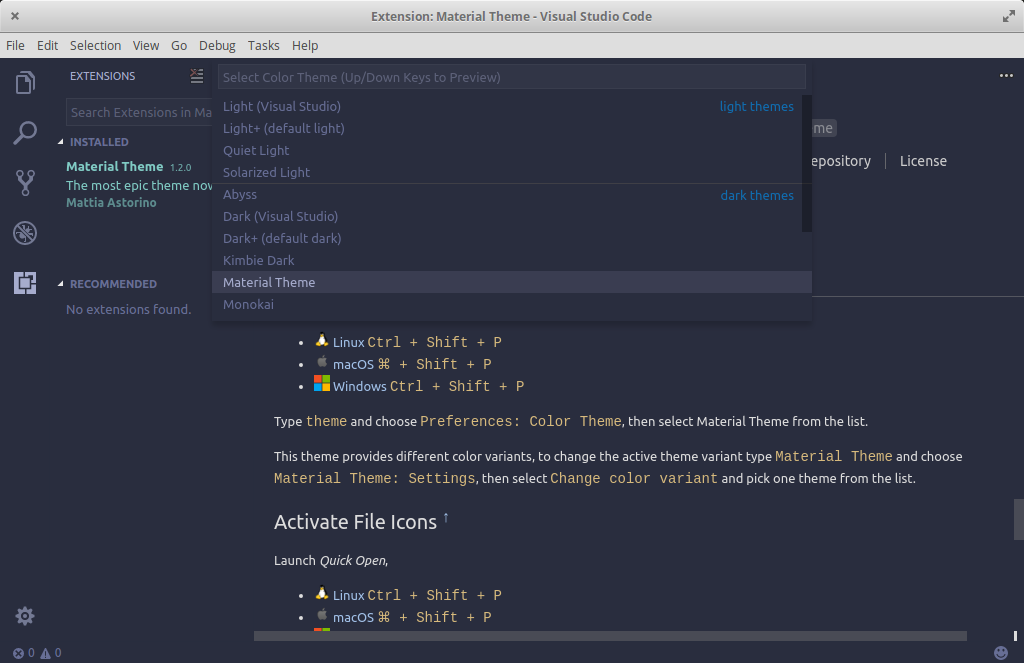 Extension: Material Theme - Visual Studio Code
File Edit Selection View Go Debug Tasks Help
EXTENSIONS
Search Extensions in Ma
INSTALLED
Material Theme 1.2.0
The most epic theme now
Mattia Astorino
RECOMMENDED
No extensions found.
Select Color Theme (Up/Down Keys to Preview)
Light (Visual Studio) light themes
Light+ (default light)
Quiet Light
Solarized Light
Abyss dark themes
Dark (Visual Studio)
Dark+ (default dark)
Kimbie Dark
Material Theme
Monokai
me
epository | License
Linux Ctrl + Shift + P
macOS ⌘ + Shift + P
Windows Ctrl + Shift + P
Type theme and choose Preferences: Color Theme, then select Material Theme from the list.
This theme provides different color variants, to change the active theme variant type Material Theme and choose
Material Theme: Settings, then select Change color variant and pick one theme from the list.
Activate File Icons ↑
Launch Quick Open,
Linux Ctrl + Shift + P
macOS ⌘ + Shift + P
0 0